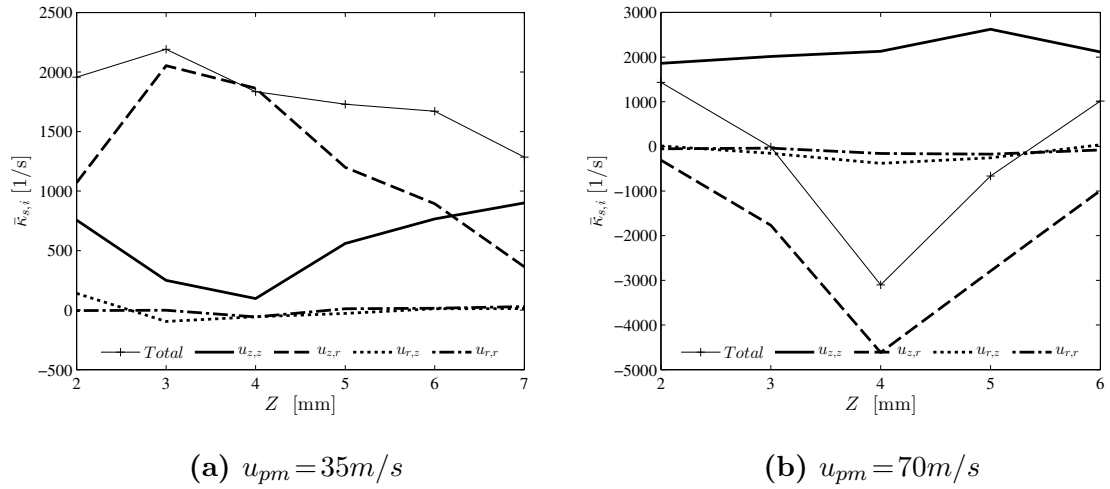 2500
2000
1500
1000
500
0
−500
κ̄s,i [1/s]
Total uz,z uz,r ur,z ur,r
2 3 4 5 6 7
Z [mm]
(a) upm=35m/s
3000
2000
1000
0
−1000
−2000
−3000
−4000
−5000
κ̄s,i [1/s]
Total uz,z uz,r ur,z ur,r
2 3 4 5 6
Z [mm]
(b) upm=70m/s